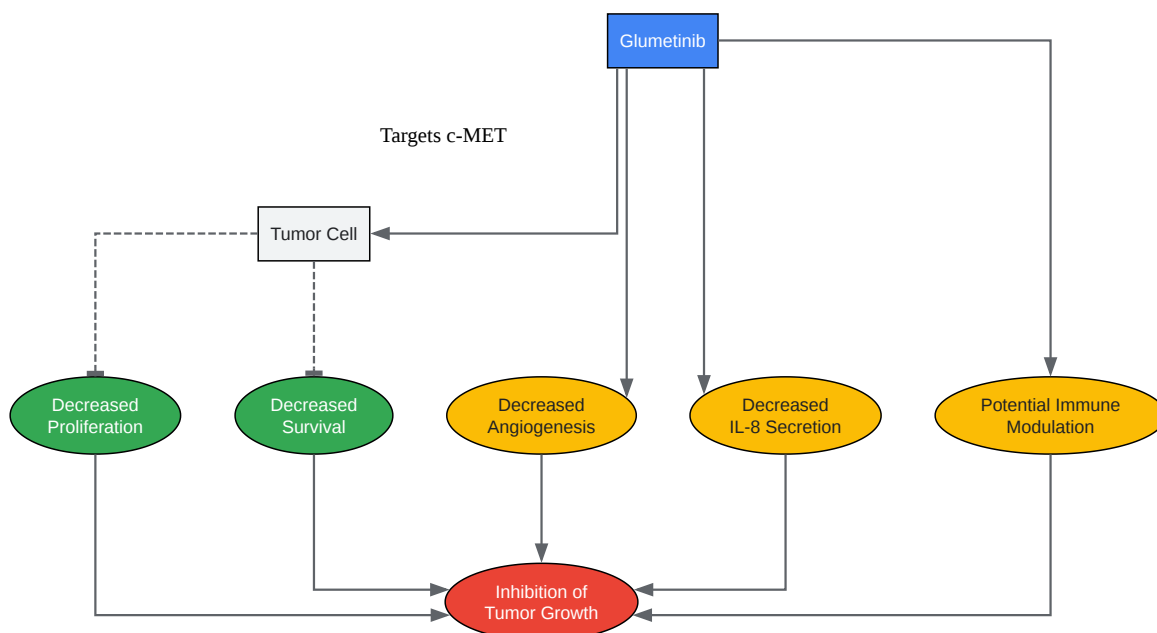 Glumetinib
Targets c-MET
Tumor Cell
Decreased
Proliferation
Decreased
Survival
Decreased
Angiogenesis
Decreased
IL-8 Secretion
Potential Immune
Modulation
Inhibition of
Tumor Growth